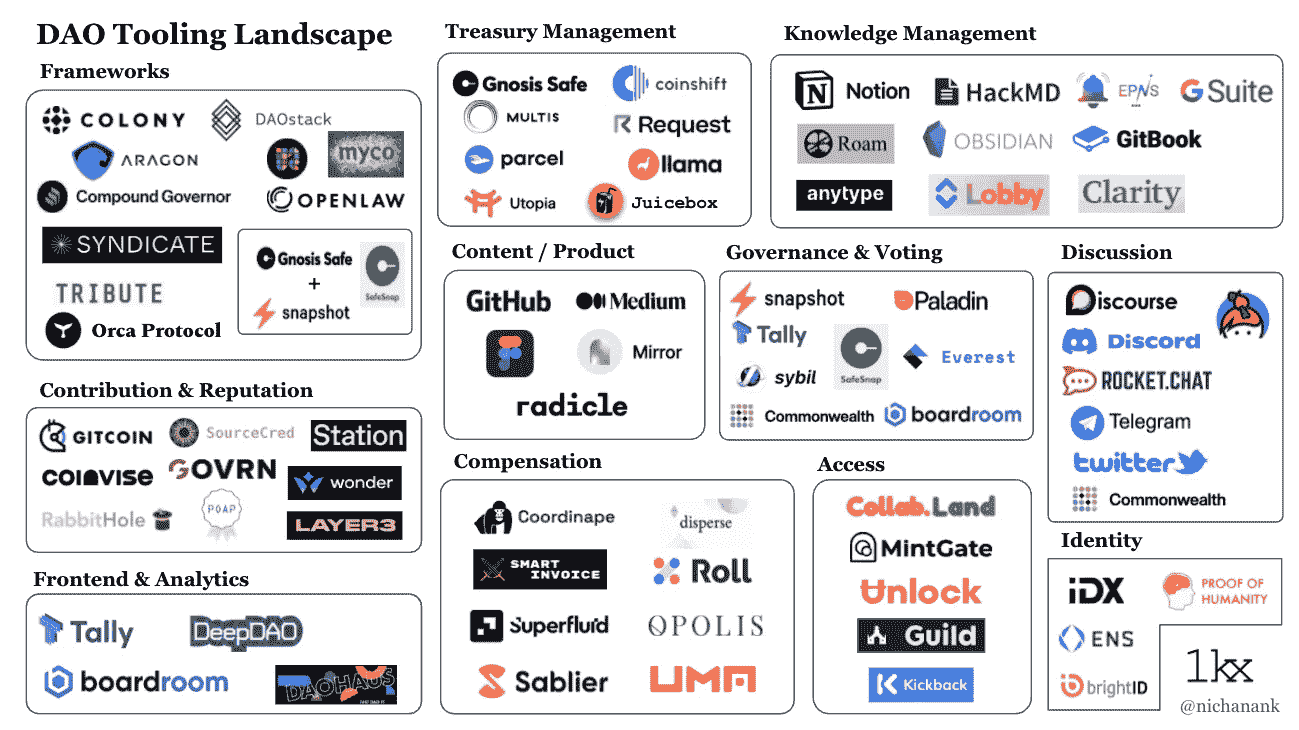 DAO Tooling Landscape
Frameworks
COLONY
DAOstack
ARAGON
myco
Compound Governor
OPENLAW
SYNDICATE
Gnosis Safe
+
snapshot
SafeSnap
TRIBUTE
Orca Protocol
Treasury Management
Gnosis Safe
coinshift
MULTIS
Request
parcel
llama
Utopia
Juicebox
Knowledge Management
Notion
HackMD
EPNS
G Suite
Roam
OBSIDIAN
GitBook
anytype
Lobby
Clarity
Content / Product
GitHub
Medium
Mirror
radicle
Governance & Voting
snapshot
Paladin
Tally
SafeSnap
Everest
sybil
Commonwealth
boardroom
Discussion
Discourse
Discord
ROCKET.CHAT
Telegram
twitter
Commonwealth
Contribution & Reputation
GITCOIN
SourceCred
Station
COINVISE
GOVRN
wonder
RabbitHole
POAP
LAYER3
Compensation
Coordinape
disperse
SMART
INVOICE
Roll
Superfluid
OPOLIS
Sablier
UMA
Access
Collab.Land
MintGate
Unlock
Guild
Kickback
Identity
iDX
PROOF OF
HUMANITY
ENS
brightID
Frontend & Analytics
Tally
DeepDAO
boardroom
DAOHAUS
1kx
@nichanank